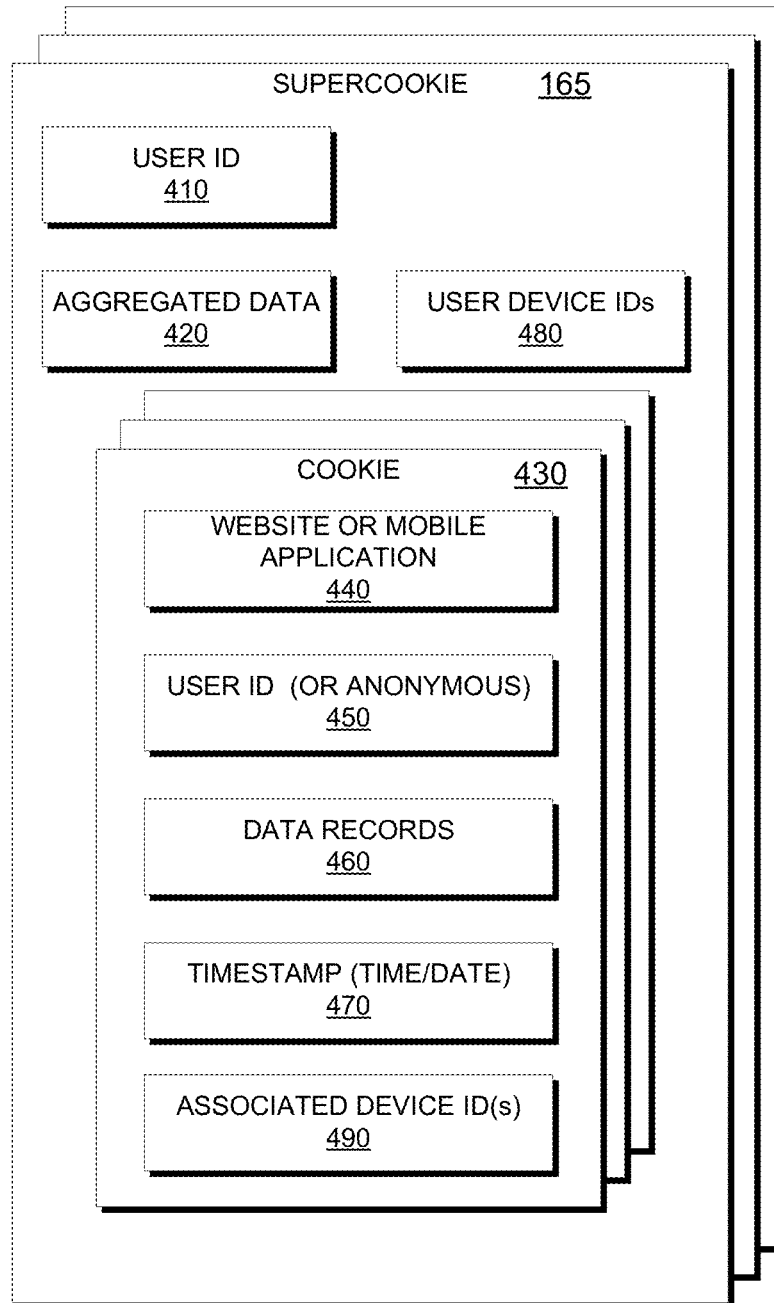 SUPERCOOKIE 165
USER ID
410
AGGREGATED DATA
420
USER DEVICE IDs
480
COOKIE 430
WEBSITE OR MOBILE
APPLICATION
440
USER ID (OR ANONYMOUS)
450
DATA RECORDS
460
TIMESTAMP (TIME/DATE)
470
ASSOCIATED DEVICE ID(s)
490